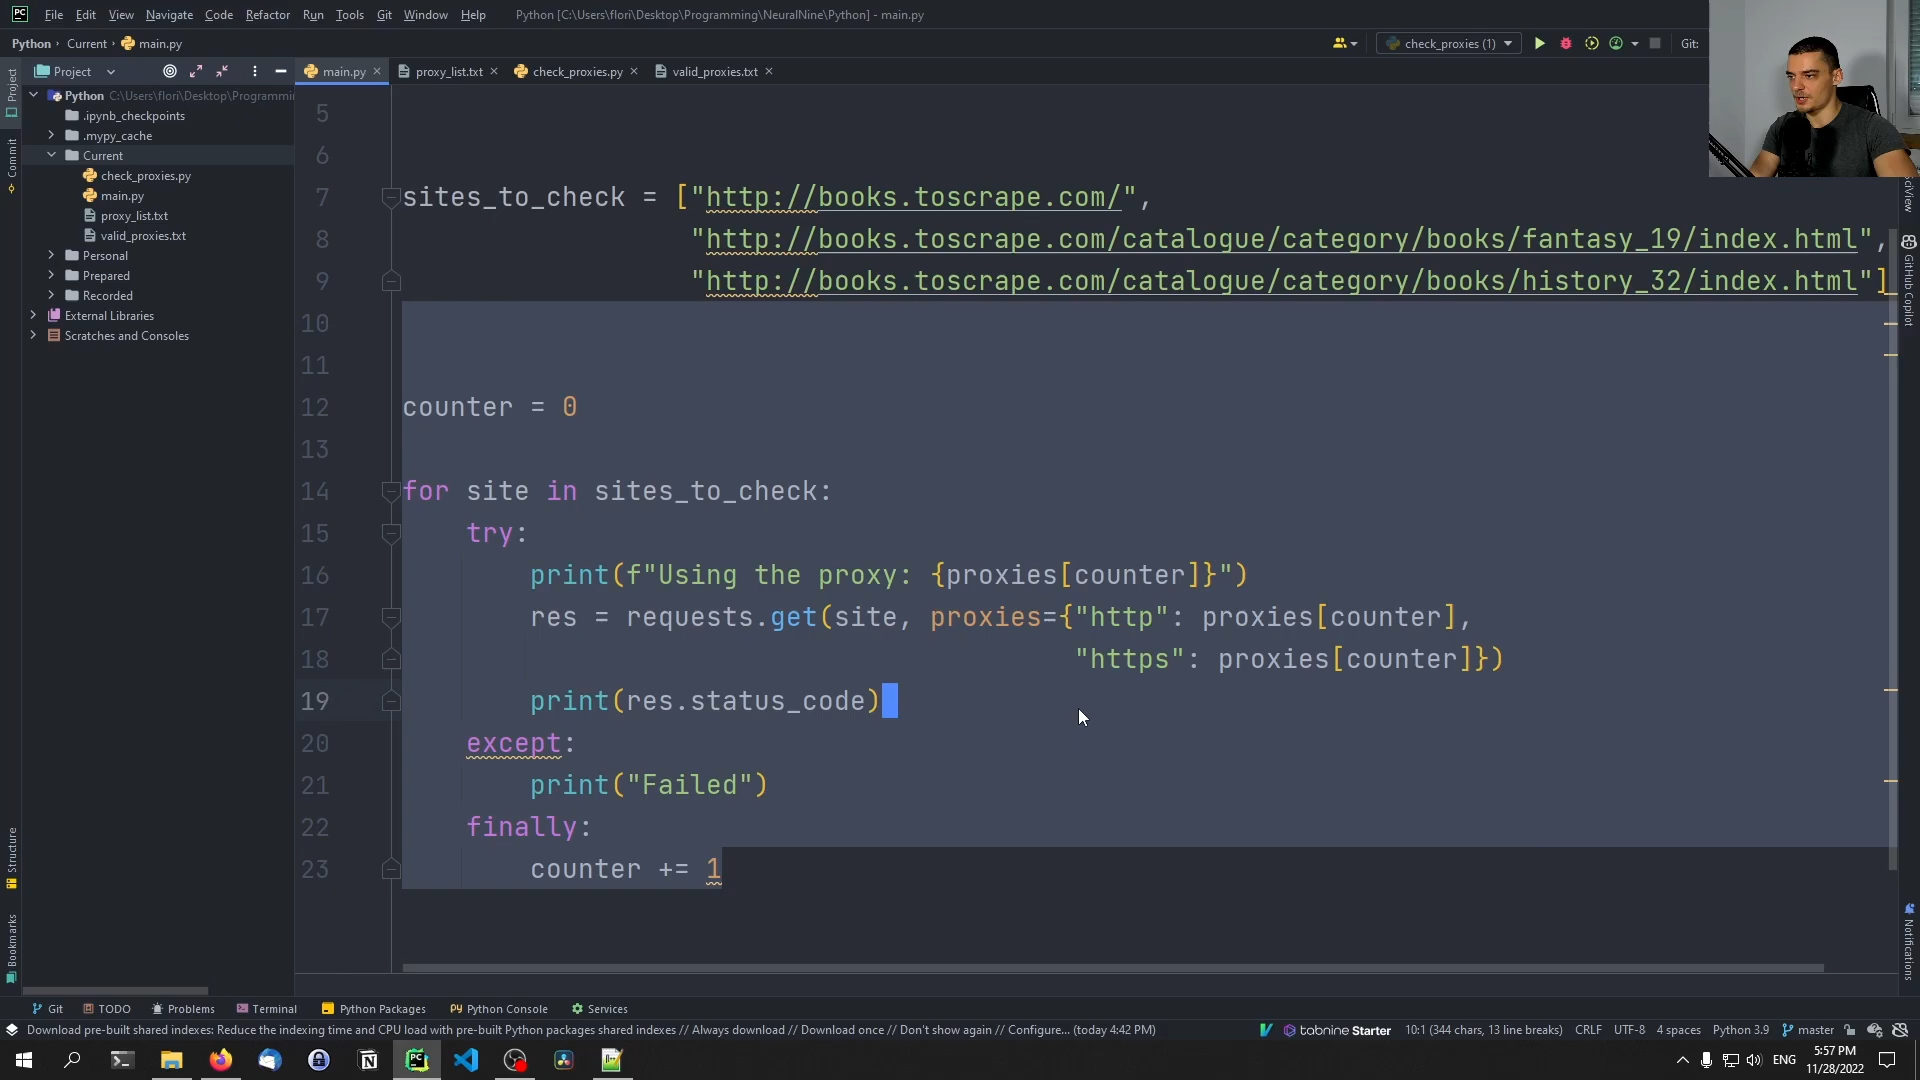 File Edit View Navigate Code Refactor Run Tools Git Window Help Python [C:\Users\flori\Desktop\Programming\NeuralNine\Python] - main.py
Python Current main.py check_proxies (1) Git:
Project main.py proxy_list.txt check_proxies.py valid_proxies.txt
Python C:\Users\flori\Desktop\Programmi
.ipynb_checkpoints
.mypy_cache
Current
check_proxies.py
main.py
proxy_list.txt
valid_proxies.txt
Personal
Prepared
Recorded
External Libraries
Scratches and Consoles
Project
Commit
Structure
Bookmarks
5
6
7 sites_to_check = ["http://books.toscrape.com/",
8 "http://books.toscrape.com/catalogue/category/books/fantasy_19/index.html",
9 "http://books.toscrape.com/catalogue/category/books/history_32/index.html"]
10
11
12 counter = 0
13
14 for site in sites_to_check:
15 try:
16 print(f"Using the proxy: {proxies[counter]}")
17 res = requests.get(site, proxies={"http": proxies[counter],
18 "https": proxies[counter]})
19 print(res.status_code)
20 except:
21 print("Failed")
22 finally:
23 counter += 1
SciView
GitHub Copilot
Notifications
Git TODO Problems Terminal Python Packages Python Console Services
Download pre-built shared indexes: Reduce the indexing time and CPU load with pre-built Python packages shared indexes // Always download // Download once // Don't show again // Configure... (today 4:42 PM) tabnine Starter 10:1 (344 chars, 13 line breaks) CRLF UTF-8 4 spaces Python 3.9 master
ENG 5:57 PM
11/28/2022